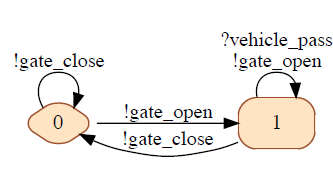 ?vehicle_pass
!gate_close
!gate_open
!gate_open
0
1
!gate_close